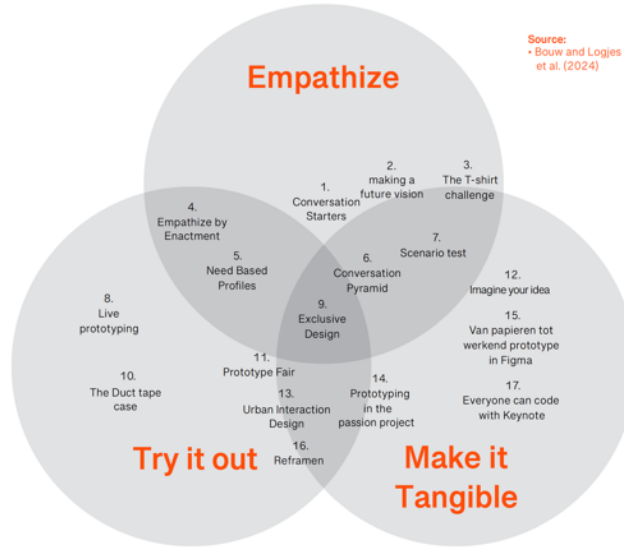 Source:
• Bouw and Logjes
et al. (2024)
Empathize
1.
Conversation
Starters
2.
making a
future vision
3.
The T-shirt
challenge
4.
Empathize by
Enactment
5.
Need Based
Profiles
6.
Conversation
Pyramid
7.
Scenario test
8.
Live
prototyping
9.
Exclusive
Design
10.
The Duct tape
case
11.
Prototype Fair
12.
Imagine your idea
13.
Urban Interaction
Design
14.
Prototyping
in the
passion project
15.
Van papieren tot
werkend prototype
in Figma
16.
Reframen
17.
Everyone can code
with Keynote
Try it out
Make it
Tangible